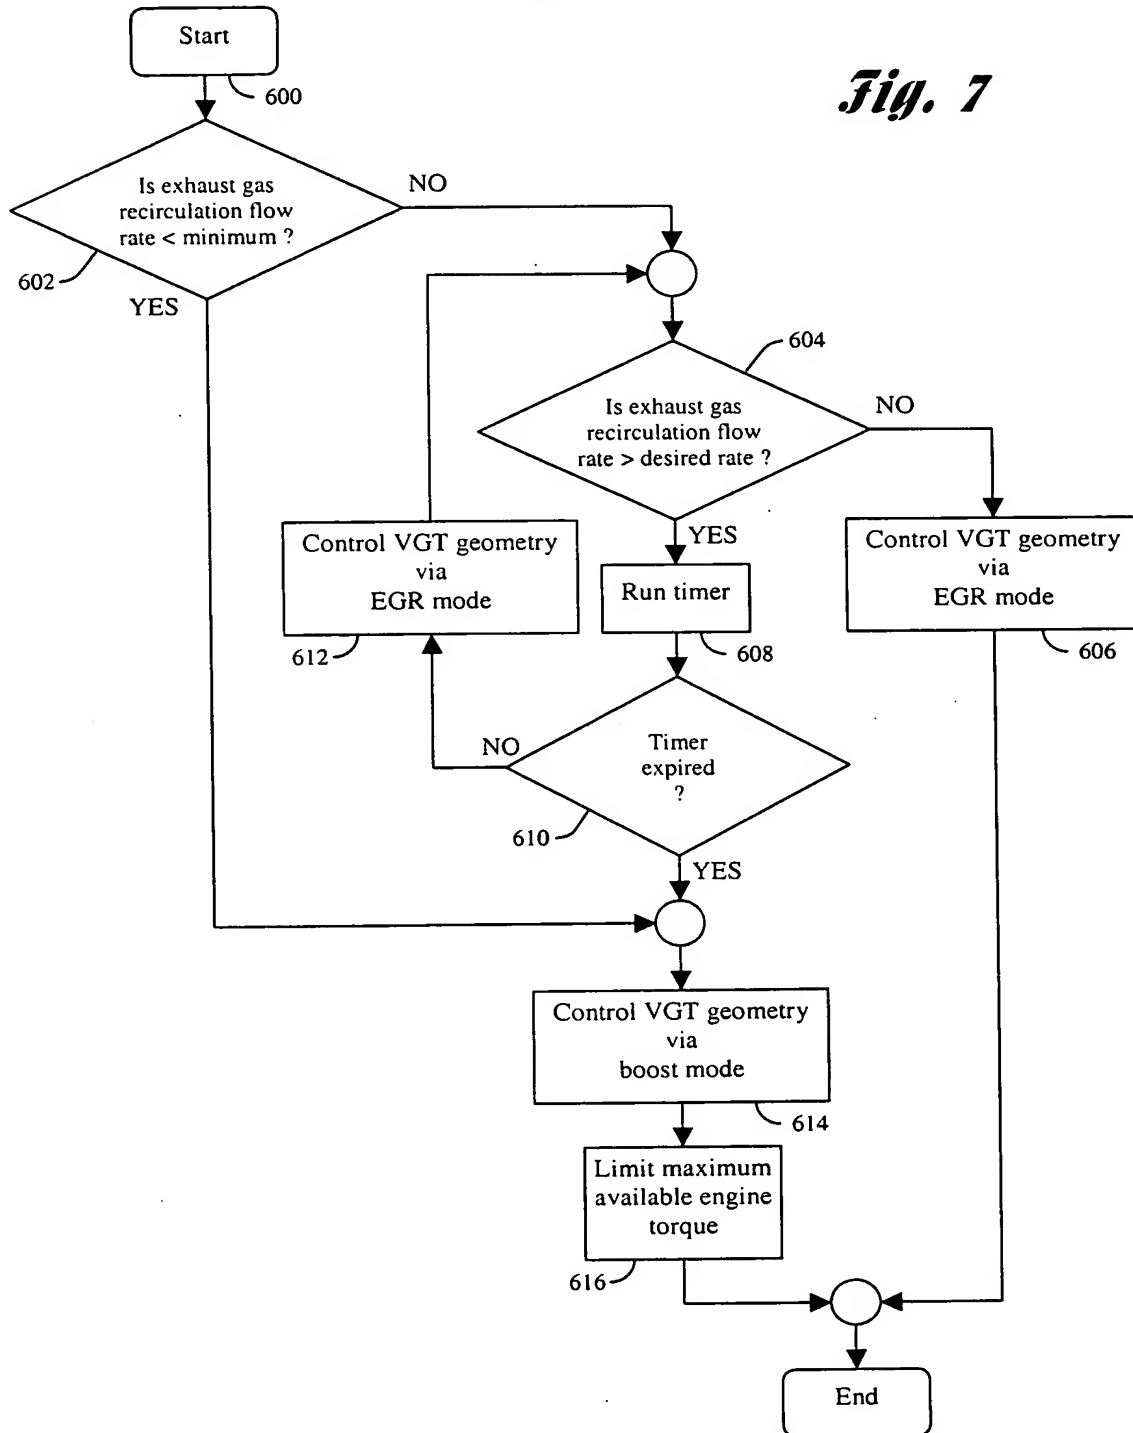 Start
600
Fig. 7
Is exhaust gas
recirculation flow
rate < minimum ?
NO
602
YES
604
Is exhaust gas
recirculation flow
rate > desired rate ?
NO
YES
Control VGT geometry
via
EGR mode
612
Run timer
608
Control VGT geometry
via
EGR mode
606
NO
Timer
expired
?
610
YES
Control VGT geometry
via
boost mode
614
Limit maximum
available engine
torque
616
End